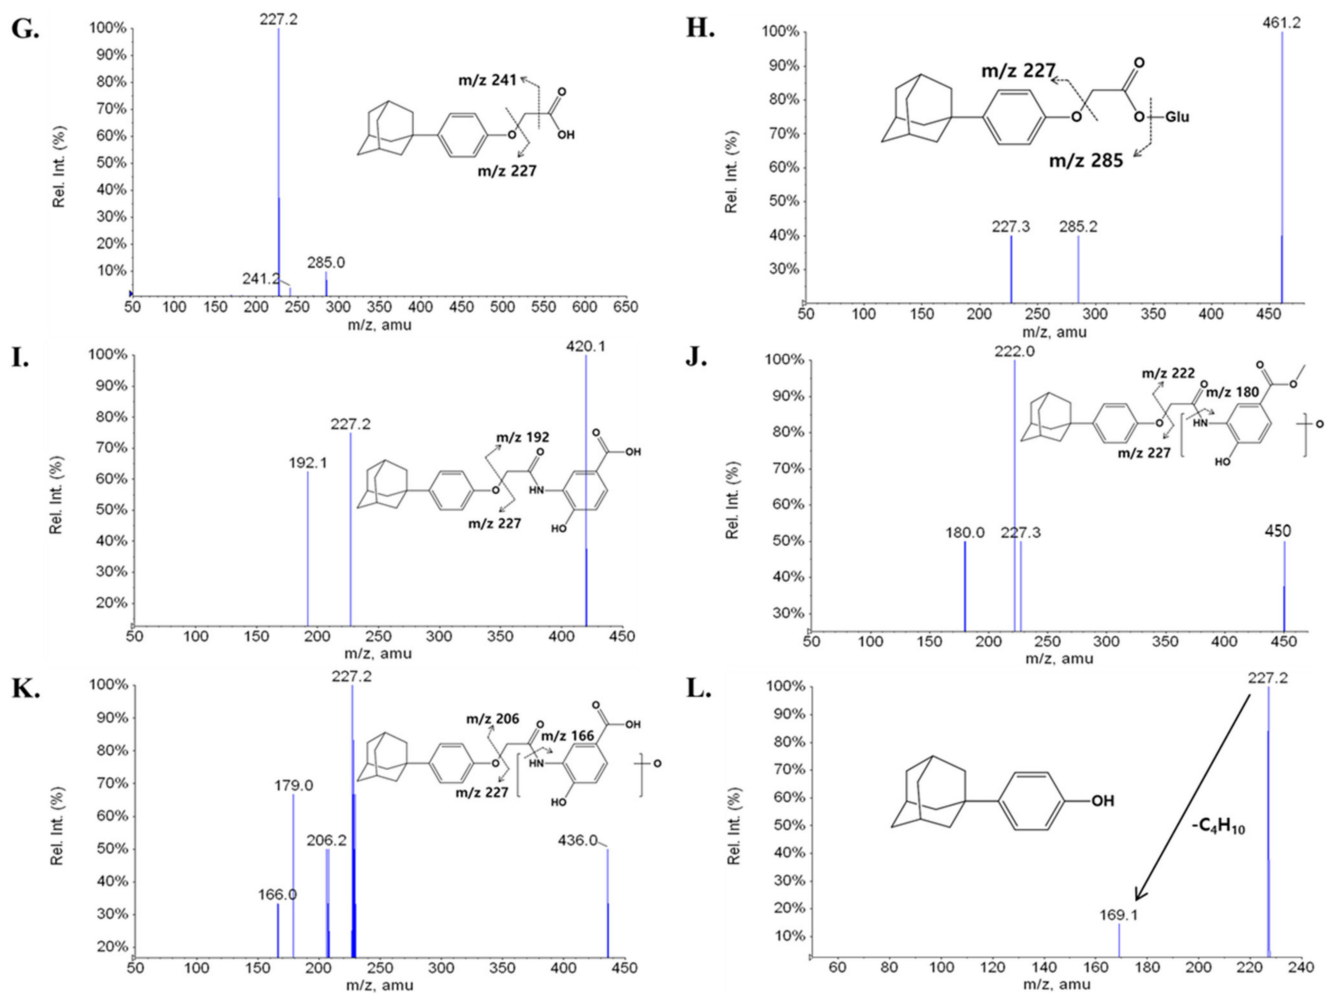 G.
Rel. Int. (%)
100%
90%
80%
70%
60%
50%
40%
30%
20%
10%
227.2
241.2
285.0
m/z 241
O
O
OH
m/z 227
50 100 150 200 250 300 350 400 450 500 550 600 650
m/z, amu
H.
Rel. Int. (%)
100%
90%
80%
70%
60%
50%
40%
30%
461.2
m/z 227
O
O
O
Glu
m/z 285
227.3
285.2
50 100 150 200 250 300 350 400 450
m/z, amu
I.
Rel. Int. (%)
100%
90%
80%
70%
60%
50%
40%
30%
20%
420.1
227.2
192.1
m/z 192
O
O
OH
O
HN
m/z 227
HO
50 100 150 200 250 300 350 400 450
m/z, amu
J.
Rel. Int. (%)
100%
90%
80%
70%
60%
50%
40%
30%
222.0
m/z 222
O
O
O
m/z 180
O
HN
O
m/z 227
HO
180.0
227.3
450
50 100 150 200 250 300 350 400 450
m/z, amu
K.
Rel. Int. (%)
100%
90%
80%
70%
60%
50%
40%
30%
20%
227.2
m/z 206
O
O
OH
m/z 166
O
HN
O
m/z 227
HO
179.0
206.2
166.0
436.0
50 100 150 200 250 300 350 400 450
m/z, amu
L.
Rel. Int. (%)
100%
90%
80%
70%
60%
50%
40%
30%
20%
10%
227.2
OH
-C₄H₁₀
169.1
60 80 100 120 140 160 180 200 220 240
m/z, amu